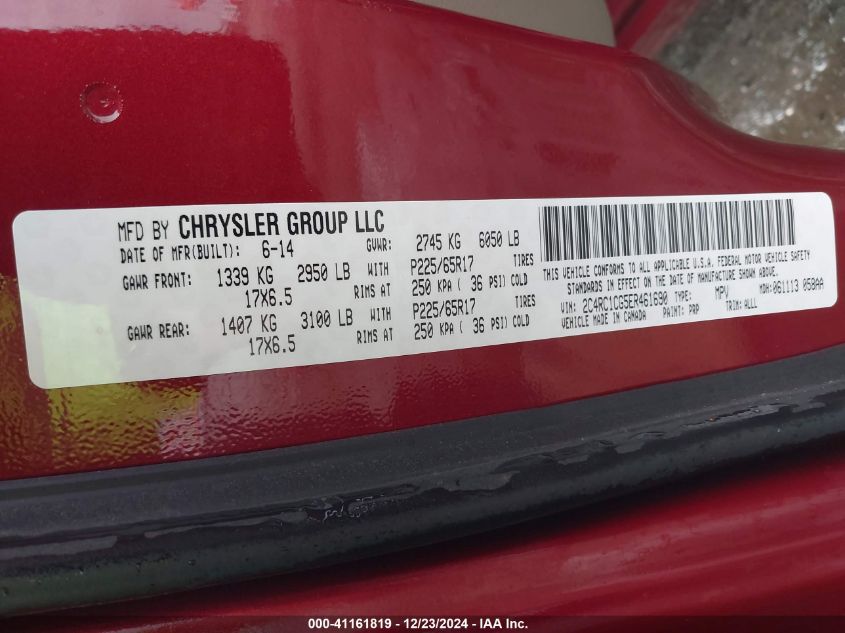 MFD BY CHRYSLER GROUP LLC
DATE OF MFR(BUILT): 6-14 GVWR: 2745 KG 6050 LB
GAWR FRONT: 1339 KG 2950 LB WITH P225/65R17 TIRES
17X6.5 RIMS AT 250 KPA ( 36 PSI) COLD
GAWR REAR: 1407 KG 3100 LB WITH P225/65R17 TIRES
17X6.5 RIMS AT 250 KPA ( 36 PSI) COLD
THIS VEHICLE CONFORMS TO ALL APPLICABLE U.S.A. FEDERAL MOTOR VEHICLE SAFETY
STANDARDS IN EFFECT ON THE DATE OF MANUFACTURE SHOWN ABOVE.
VIN: 2C4RC1CG5ER461690 TYPE: MPV MDH: 061113 058AA
VEHICLE MADE IN CANADA PAINT: PRP TRIM: ALLL
000-41161819 - 12/23/2024 - IAA Inc.